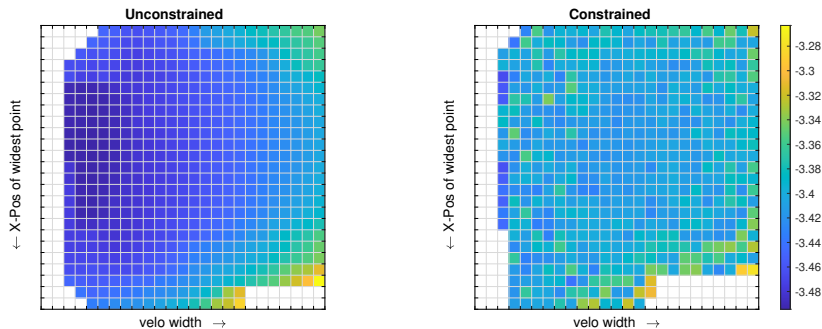 Unconstrained
Constrained
← X-Pos of widest point
← X-Pos of widest point
velo width →
velo width →
-3.28
-3.3
-3.32
-3.34
-3.36
-3.38
-3.4
-3.42
-3.44
-3.46
-3.48